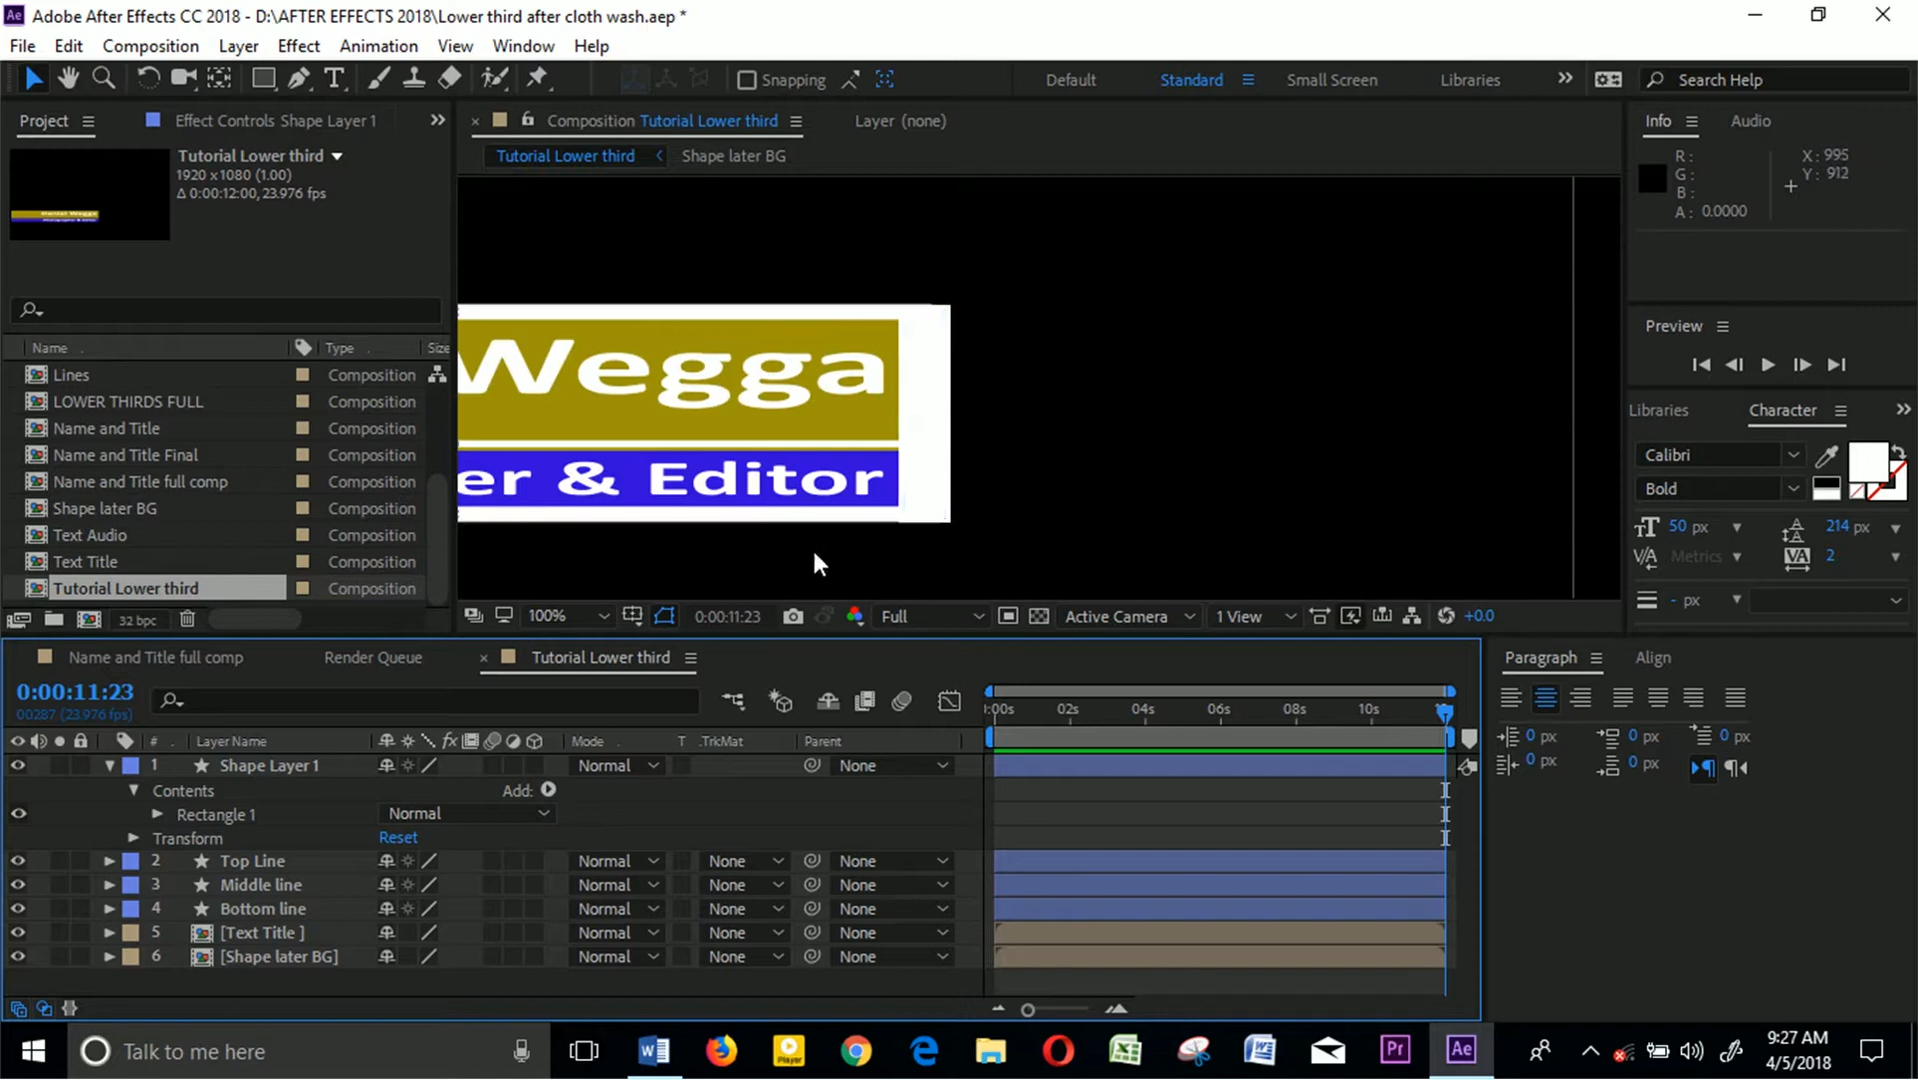 Ae Adobe After Effects CC 2018 - D:\AFTER EFFECTS 2018\Lower third after cloth wash.aep *
File Edit Composition Layer Effect Animation View Window Help
T Snapping Default Standard Small Screen Libraries Search Help
Project Effect Controls Shape Layer 1 Composition Tutorial Lower third Layer (none) Info Audio
Tutorial Lower third
1920 x 1080 (1.00)
Δ 0:00:12:00, 23.976 fps
Tutorial Lower third Shape later BG
R :
G :
B :
A : 0.0000
X : 995
Y : 912
Wegga
er & Editor
Preview
Name Type Size
Lines Composition
LOWER THIRDS FULL Composition
Name and Title Composition
Name and Title Final Composition
Name and Title full comp Composition
Shape later BG Composition
Text Audio Composition
Text Title Composition
Tutorial Lower third Composition
32 bpc
Libraries Character
Calibri
Bold
50 px 214 px
Metrics 2
- px
100% 0:00:11:23 Full Active Camera 1 View +0.0
Name and Title full comp Render Queue Tutorial Lower third
0:00:11:23
00287 (23.976 fps)
:00s 02s 04s 06s 08s 10s
# Layer Name fx Mode T .TrkMat Parent
1 Shape Layer 1 Normal None
Contents Add:
Rectangle 1 Normal
Transform Reset
2 Top Line Normal None None
3 Middle line Normal None None
4 Bottom line Normal None None
5 [Text Title ] Normal None None
6 [Shape later BG] Normal None None
Paragraph Align
0 px 0 px 0 px
0 px 0 px
Talk to me here
Player
Pr Ae
9:27 AM
4/5/2018